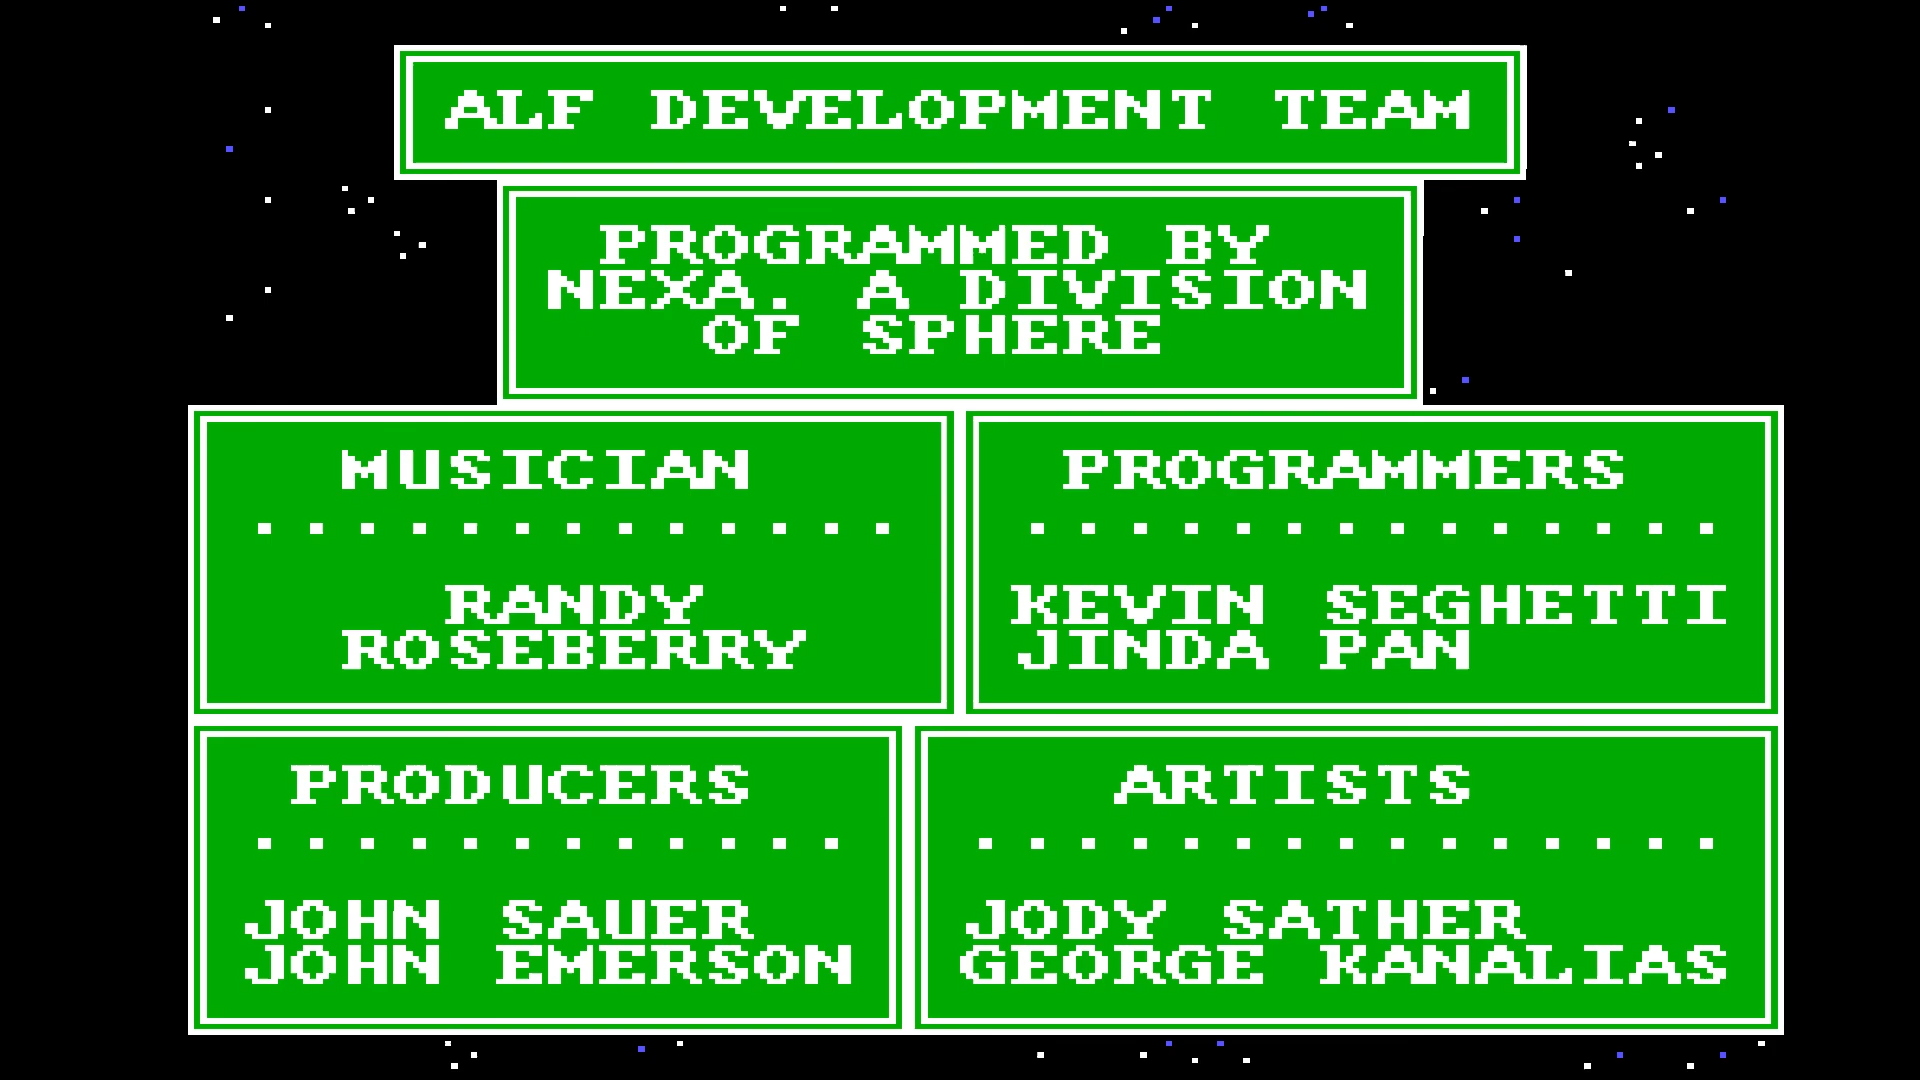 ALF DEVELOPMENT TEAM
PROGRAMMED BY
NEXA. A DIVISION
OF SPHERE
MUSICIAN
. . . . . . . . . . . . .
RANDY
ROSEBERRY
PROGRAMMERS
. . . . . . . . . . . . . .
KEVIN SEGHETTI
JINDA PAN
PRODUCERS
. . . . . . . . . . . .
JOHN SAUER
JOHN EMERSON
ARTISTS
. . . . . . . . . . . . . . .
JODY SATHER
GEORGE KANALIAS